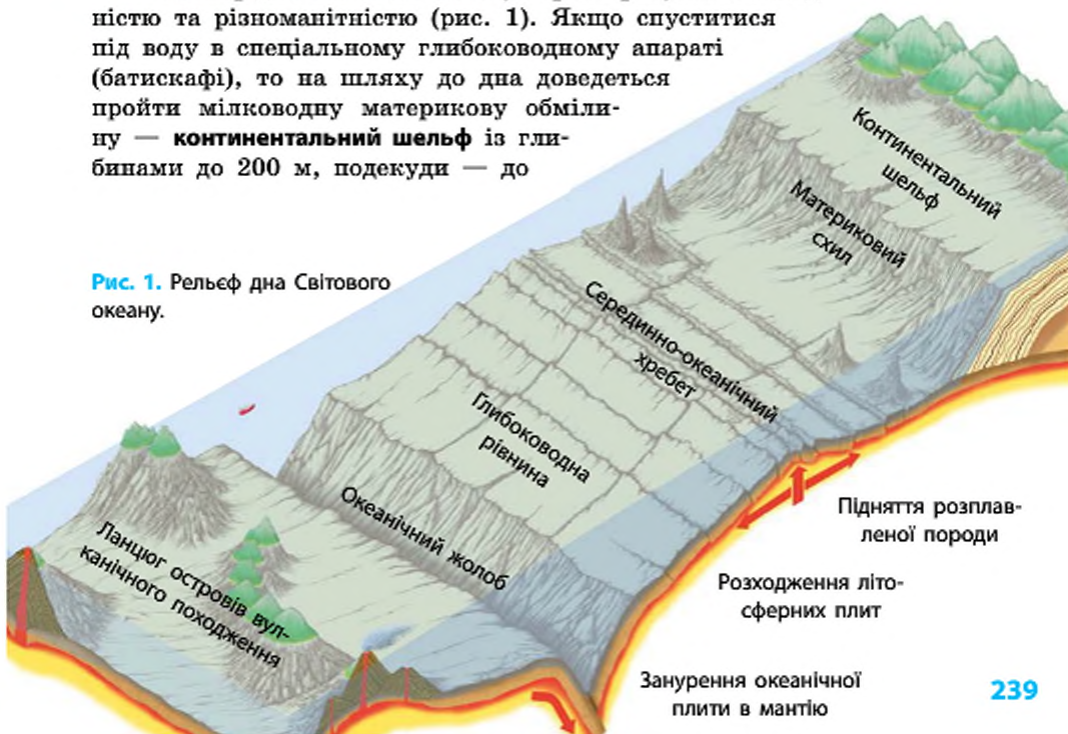 ністю та різноманітністю (рис. 1). Якщо спуститися
під воду в спеціальному глибоководному апараті
(батискафі), то на шляху до дна доведеться
пройти мілководну материкову обміли-
ну — континентальний шельф із гли-
бинами до 200 м, подекуди — до
Рис. 1. Рельєф дна Світового
океану.
Континентальний
шельф
Материковий
схил
Серединно-океанічний
хребет
Глибоководна
рівнина
Океанічний жолоб
Ланцюг островів вул-
канічного походження
Підняття розплав-
леної породи
Розходження літо-
сферних плит
Занурення океанічної
плити в мантію
239